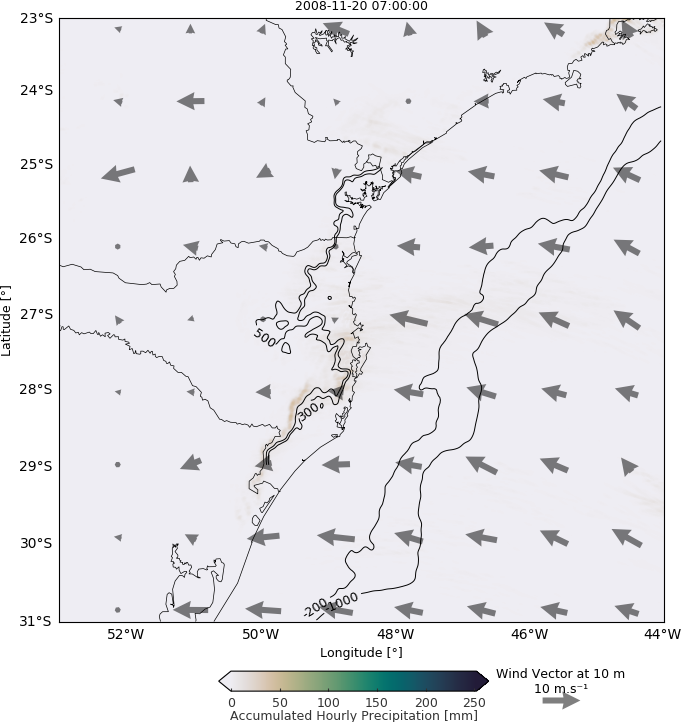 2008-11-20 07:00:00
23°S
24°S
25°S
26°S
27°S
28°S
29°S
30°S
31°S
Latitude [°]
500
300
-200
-1000
52°W 50°W 48°W 46°W 44°W
Longitude [°]
0 50 100 150 200 250
Accumulated Hourly Precipitation [mm]
Wind Vector at 10 m
10 m.s⁻¹